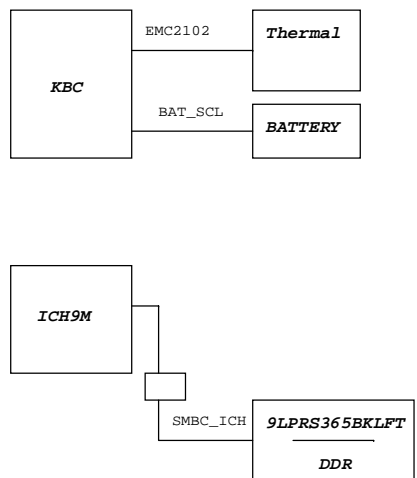 EMC2102
Thermal
KBC
BAT_SCL
BATTERY
ICH9M
SMBC_ICH
9LPRS365BKLFT
DDR